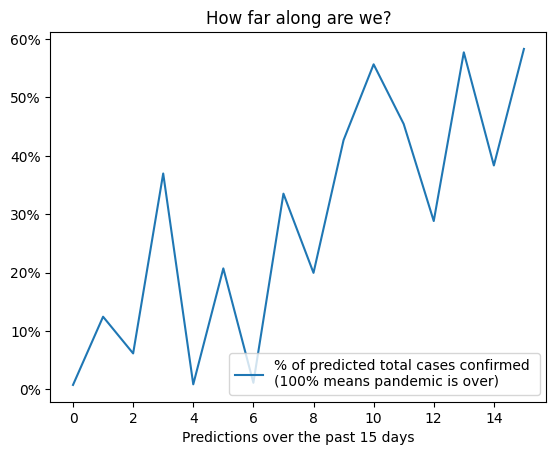 How far along are we?
60%
50%
40%
30%
20%
10%
0%
% of predicted total cases confirmed
(100% means pandemic is over)
0 2 4 6 8 10 12 14
Predictions over the past 15 days